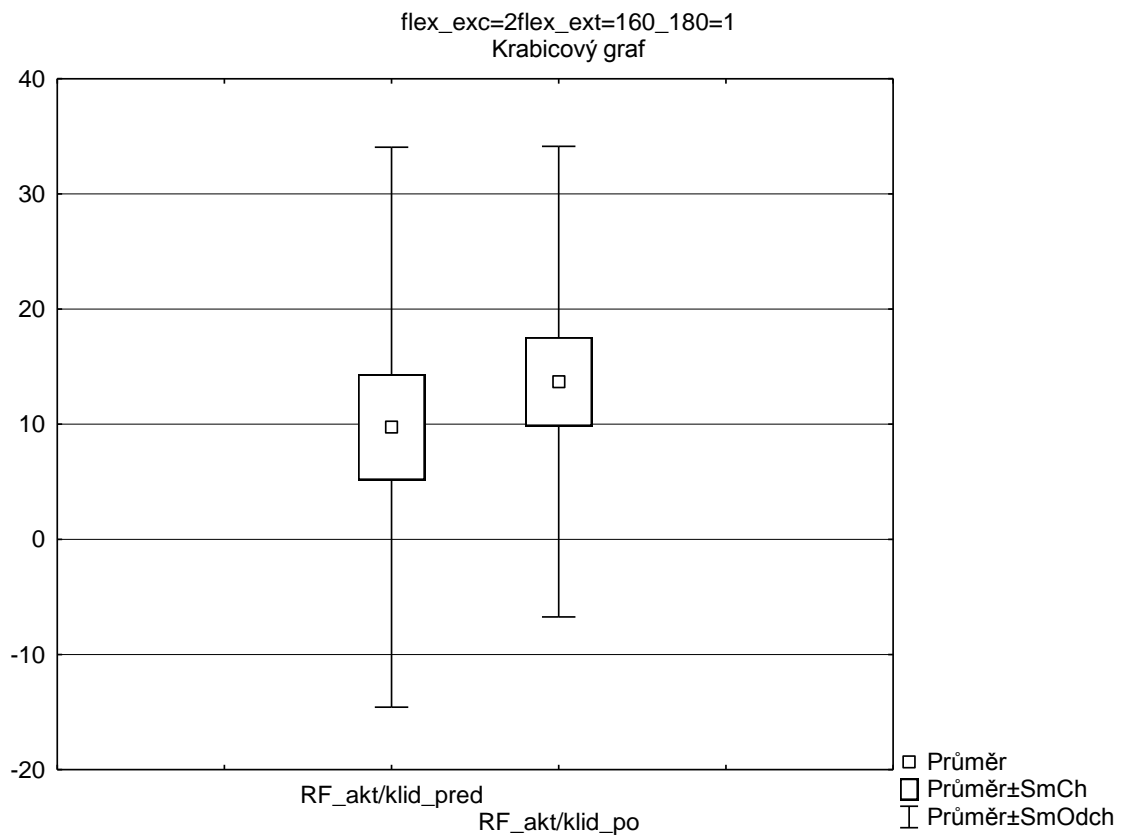 flex_exc=2flex_ext=160_180=1
Krabicový graf
40
30
20
10
0
-10
-20
RF_akt/klid_pred
RF_akt/klid_po
Průměr
Průměr±SmCh
Průměr±SmOdch